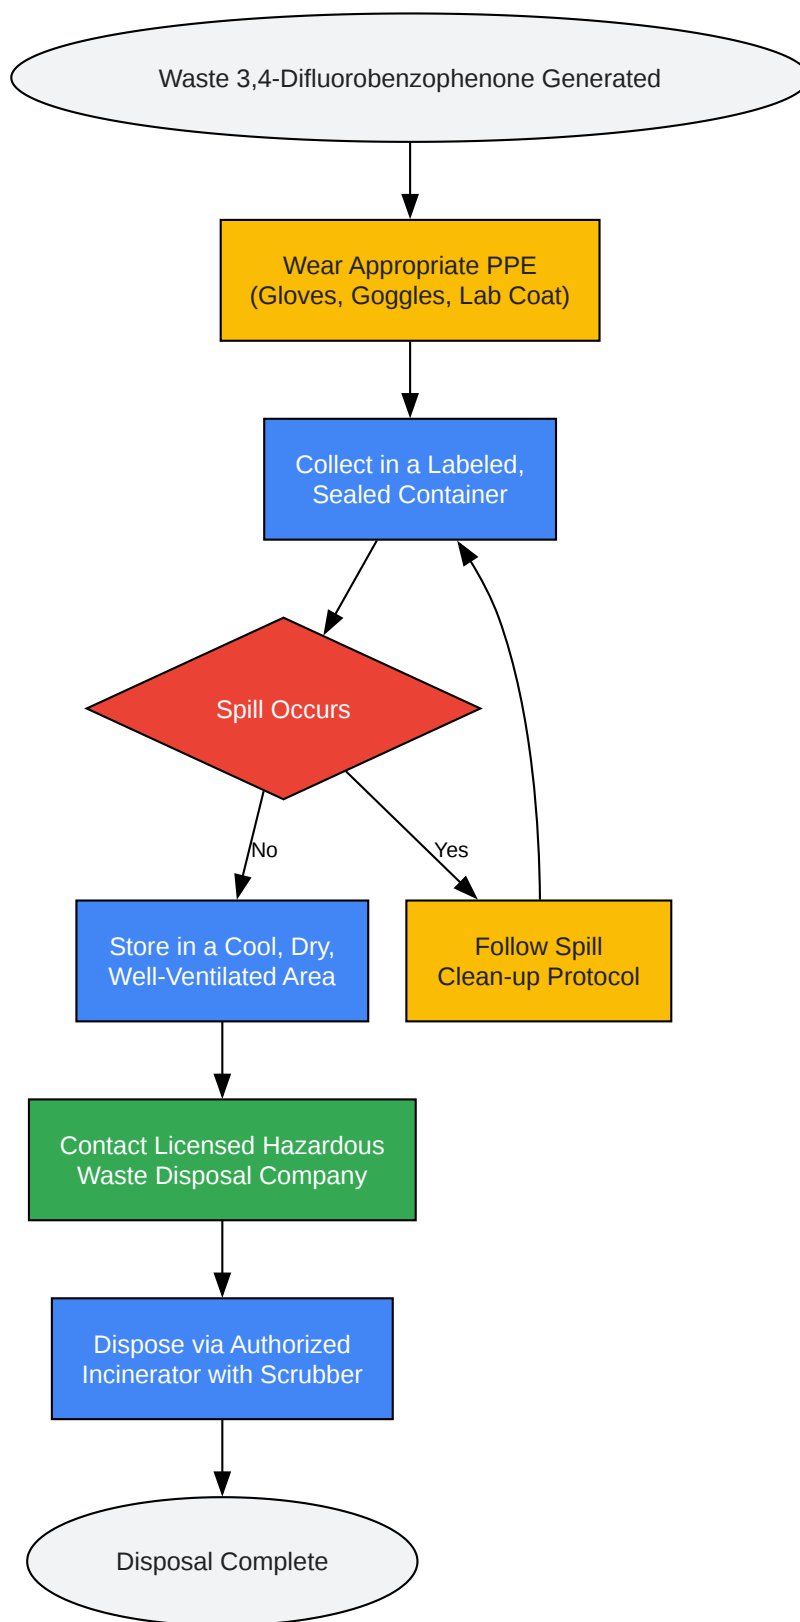 Waste 3,4-Difluorobenzophenone Generated
Wear Appropriate PPE
(Gloves, Goggles, Lab Coat)
Collect in a Labeled,
Sealed Container
Spill Occurs
No
Yes
Store in a Cool, Dry,
Well-Ventilated Area
Follow Spill
Clean-up Protocol
Contact Licensed Hazardous
Waste Disposal Company
Dispose via Authorized
Incinerator with Scrubber
Disposal Complete